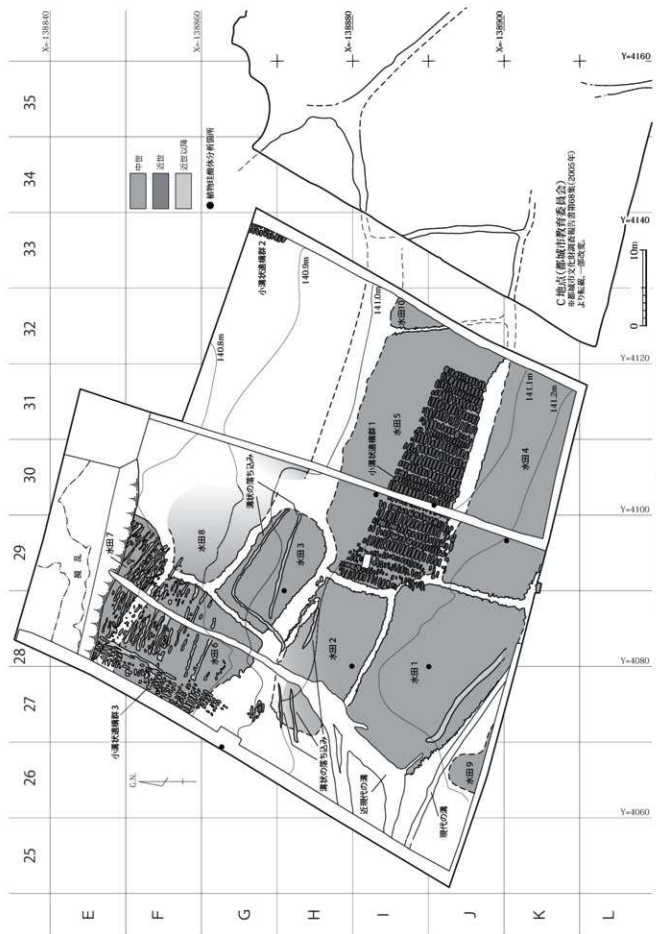 X=-138840
X=-138860
X=-138880
X=-138900
35
34
33
32
31
30
29
28
27
26
25
E
F
G
H
I
J
K
L
Y=4160
Y=4140
Y=4120
Y=4100
Y=4080
Y=4060
中世
近世
近世以降
●植物珪酸体分析箇所
G.N.
小溝状遺構群2
140.9m
140.8m
141.0m
水田10
C地点(都城市教育委員会)
※都城市文化財調査報告書第68集(2005年)
より転載、一部改変。
0 10m
141.1m
141.2m
水田5
小溝状遺構群1
水田4
撹乱
水田7
水田8
溝状の落ち込み
水田3
水田6
小溝状遺構群3
水田2
水田1
溝状の落ち込み
近現代の溝
水田9
現代の溝